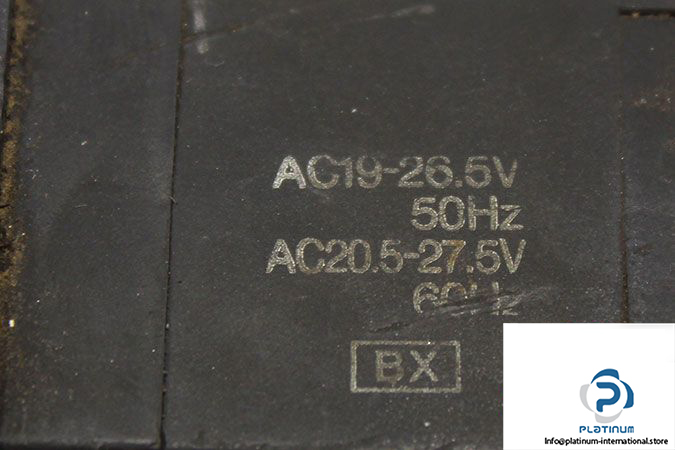 AC19-26.5V
50Hz
AC20.5-27.5V
60Hz
BX
PLATINUM
Info@platinum-international.store